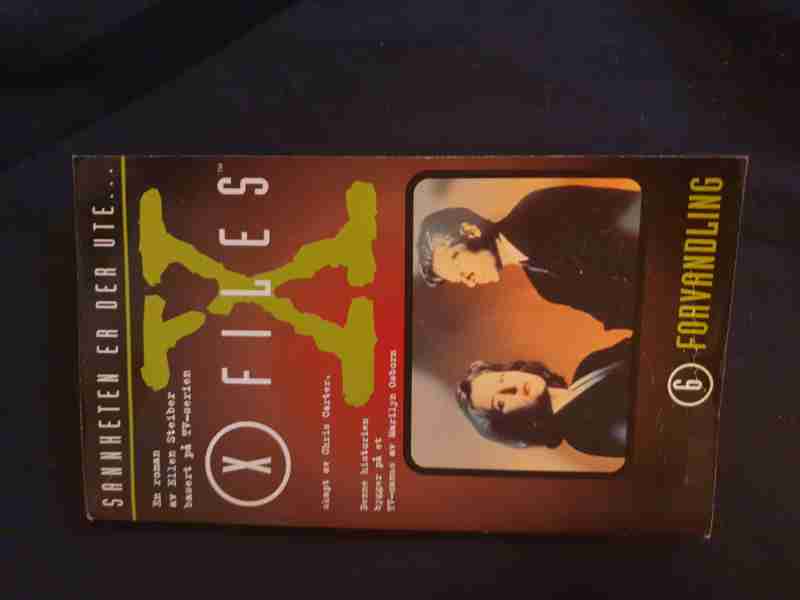 SANNHETEN ER DER UTE...
X FILES™
En roman
av Ellen Steiber
basert på TV-serien
skapt av Chris Carter.
Denne historien
bygger på et
TV-manus av Marilyn Osborn
6 FORVANDLING